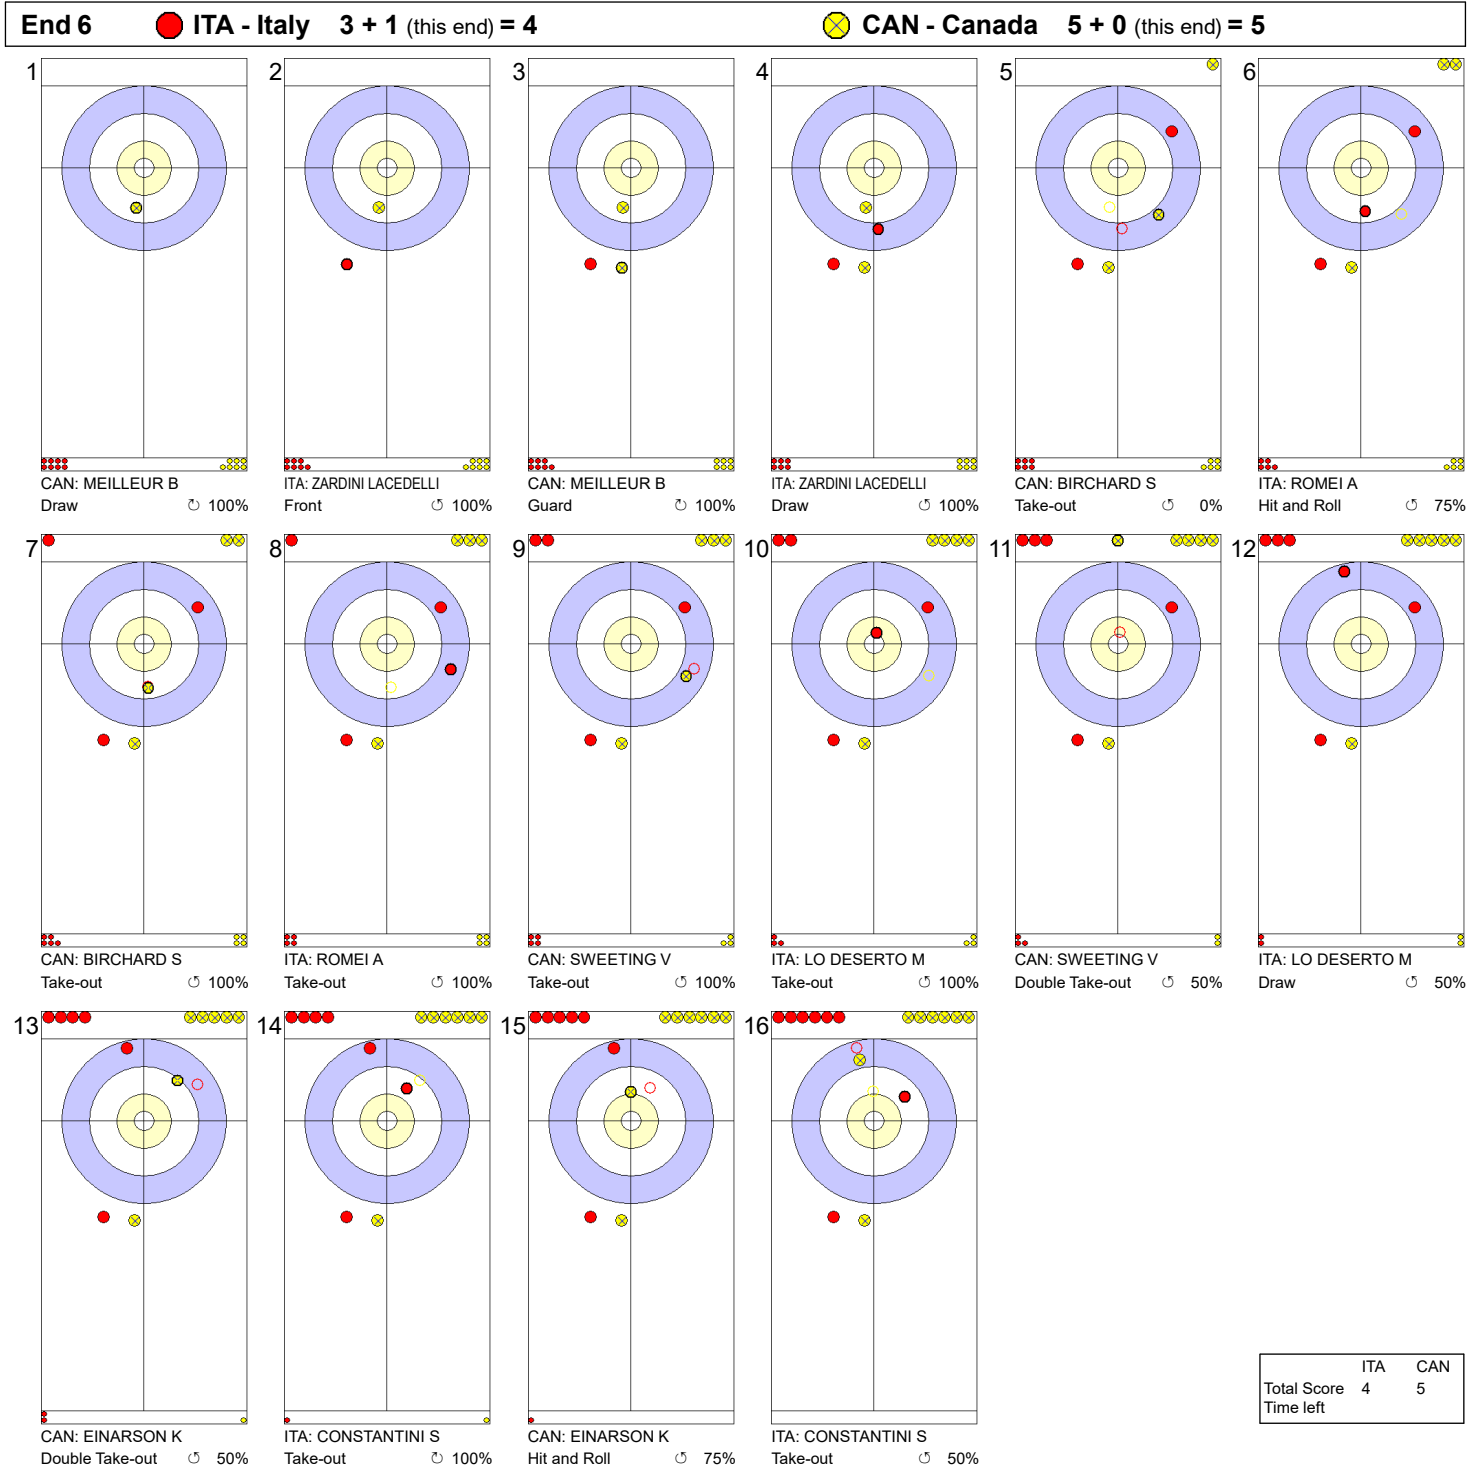 End 6 ITA - Italy 3 + 1 (this end) = 4 CAN - Canada 5 + 0 (this end) = 5
1 2 3 4 5 6
CAN: MEILLEUR B ITA: ZARDINI LACEDELLI CAN: MEILLEUR B ITA: ZARDINI LACEDELLI CAN: BIRCHARD S ITA: ROMEI A
Draw ↻ 100% Front ↻ 100% Guard ↺ 100% Draw ↺ 100% Take-out ↺ 0% Hit and Roll ↺ 75%
7 8 9 10 11 12
CAN: BIRCHARD S ITA: ROMEI A CAN: SWEETING V ITA: LO DESERTO M CAN: SWEETING V ITA: LO DESERTO M
Take-out ↺ 100% Take-out ↺ 100% Take-out ↺ 100% Take-out ↺ 100% Double Take-out ↺ 50% Draw ↺ 50%
13 14 15 16
ITA CAN
Total Score 4 5
Time left
CAN: EINARSON K ITA: CONSTANTINI S CAN: EINARSON K ITA: CONSTANTINI S
Double Take-out ↺ 50% Take-out ↻ 100% Hit and Roll ↺ 75% Take-out ↺ 50%